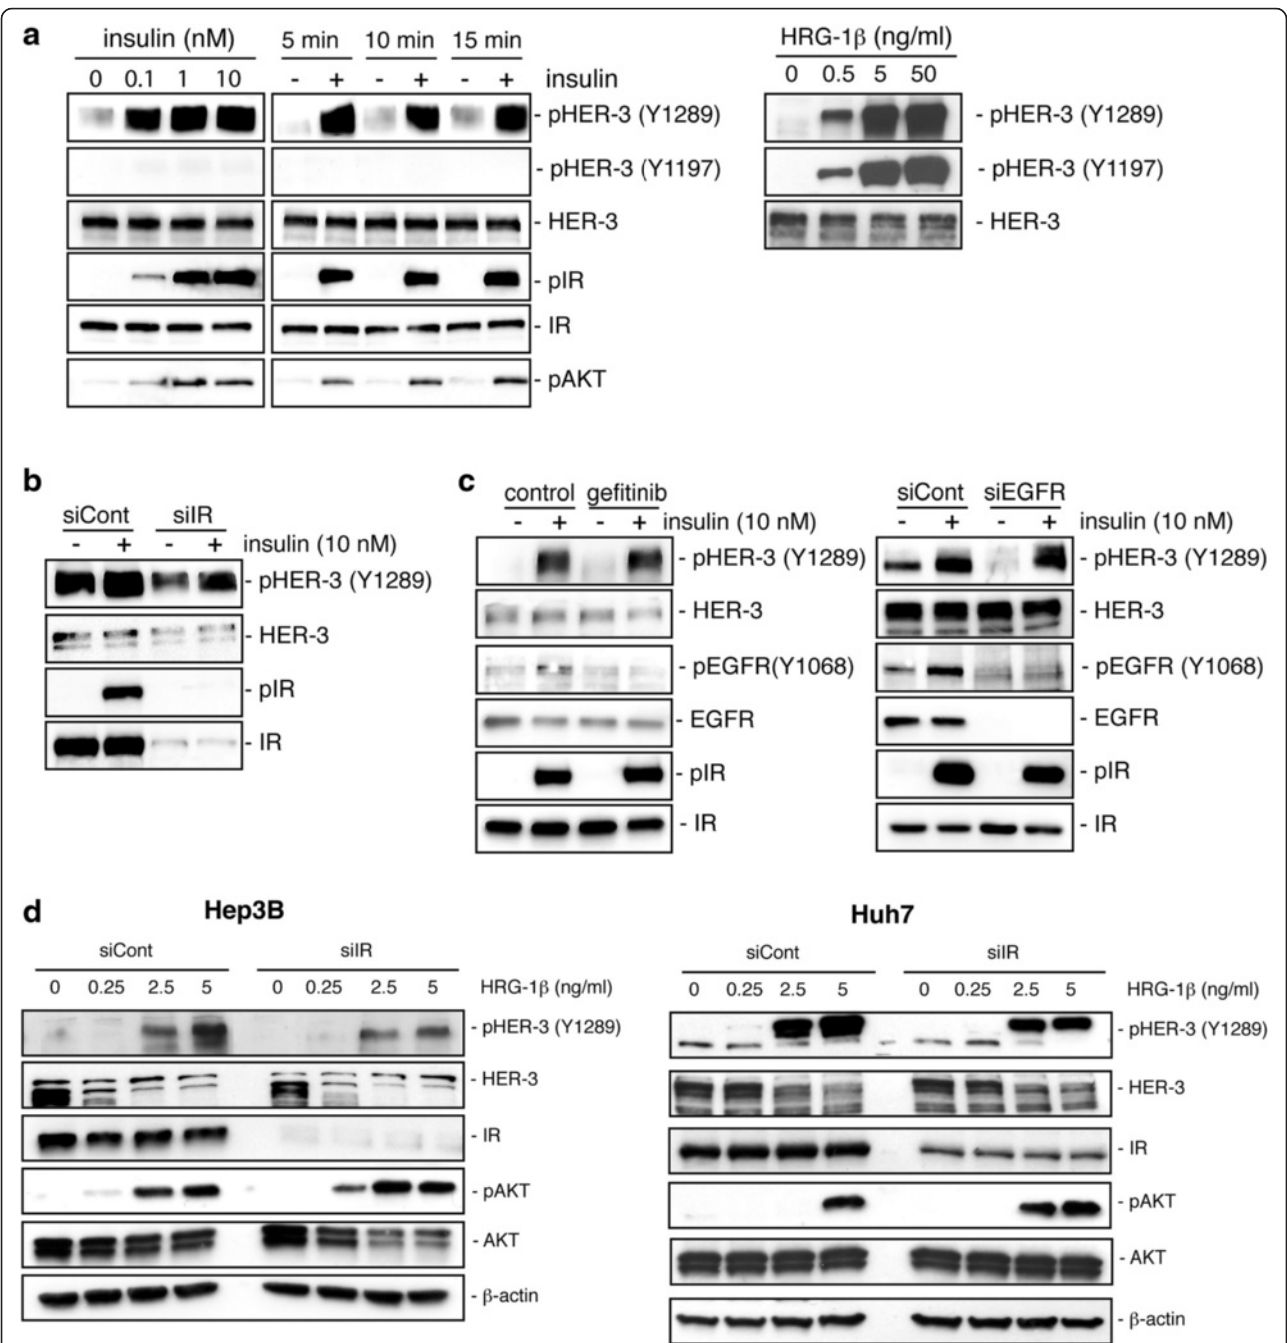 a
insulin (nM) 5 min 10 min 15 min
0 0.1 1 10 - + - + - + insulin
- pHER-3 (Y1289)
- pHER-3 (Y1197)
- HER-3
- pIR
- IR
- pAKT
HRG-1β (ng/ml)
0 0.5 5 50
- pHER-3 (Y1289)
- pHER-3 (Y1197)
- HER-3
b
siCont siIR
- + - + insulin (10 nM)
- pHER-3 (Y1289)
- HER-3
- pIR
- IR
c
control gefitinib
- + - + insulin (10 nM)
- pHER-3 (Y1289)
- HER-3
- pEGFR(Y1068)
- EGFR
- pIR
- IR
siCont siEGFR
- + - + insulin (10 nM)
- pHER-3 (Y1289)
- HER-3
- pEGFR (Y1068)
- EGFR
- pIR
- IR
d
Hep3B
siCont siIR
0 0.25 2.5 5 0 0.25 2.5 5 HRG-1β (ng/ml)
- pHER-3 (Y1289)
- HER-3
- IR
- pAKT
- AKT
- β-actin
Huh7
siCont siIR
0 0.25 2.5 5 0 0.25 2.5 5 HRG-1β (ng/ml)
- pHER-3 (Y1289)
- HER-3
- IR
- pAKT
- AKT
- β-actin